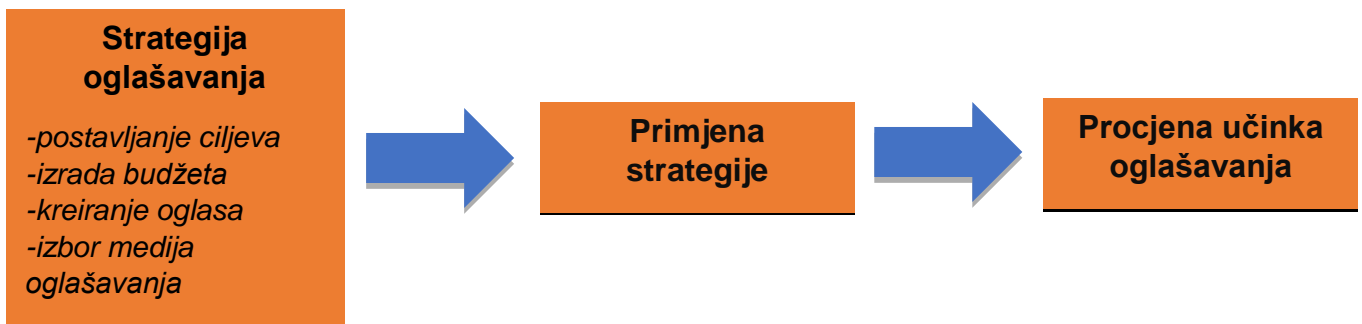 Strategija
oglašavanja
-postavljanje ciljeva
-izrada budžeta
-kreiranje oglasa
-izbor medija
oglašavanja
Primjena
strategije
Procjena učinka
oglašavanja